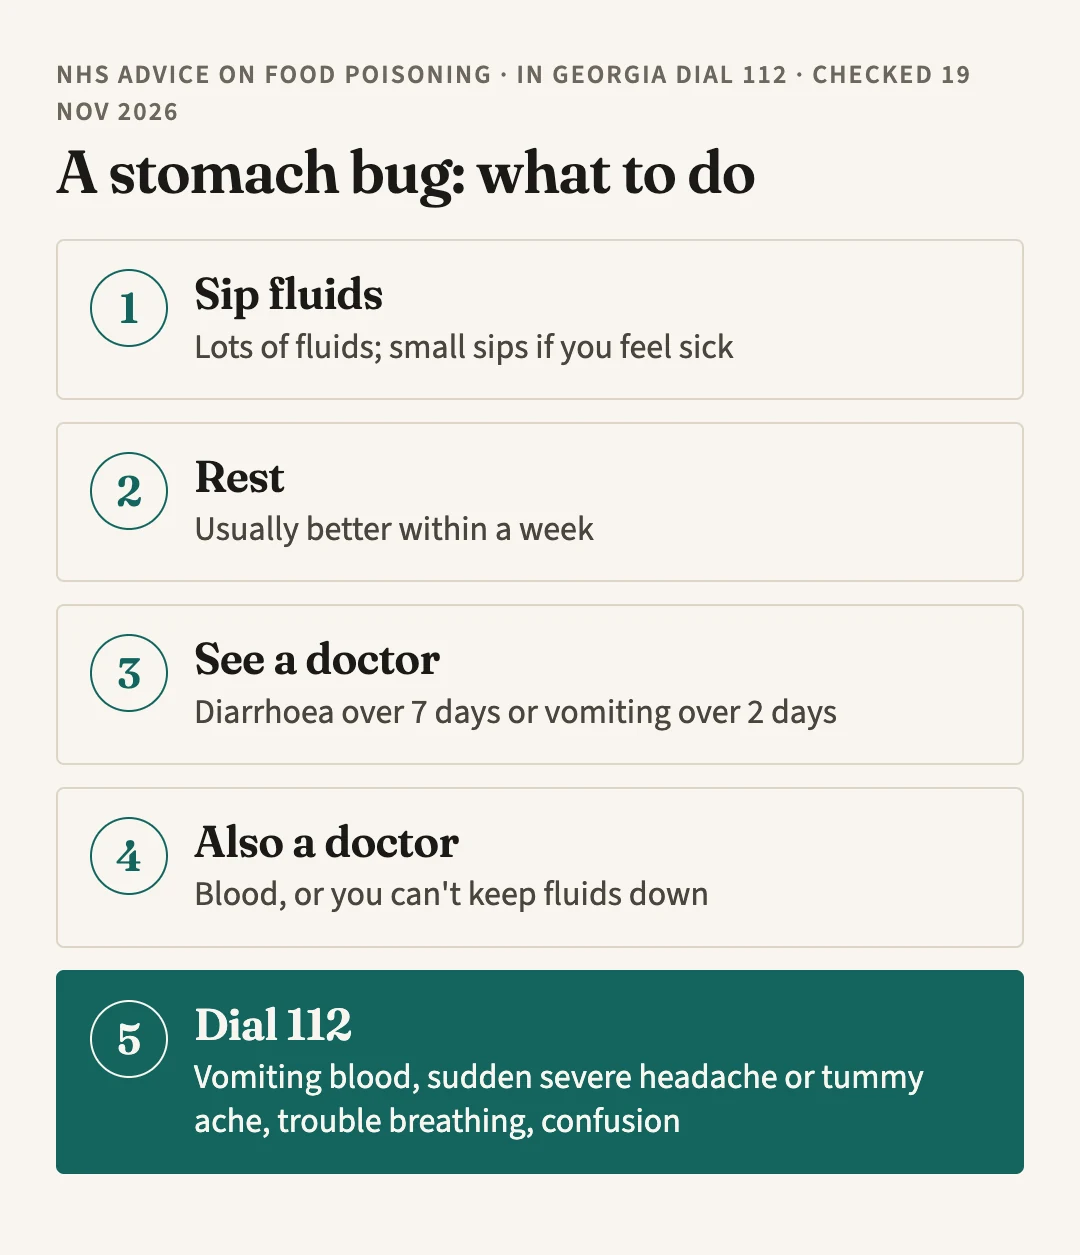 NHS ADVICE ON FOOD POISONING · IN GEORGIA DIAL 112 · CHECKED 19
NOV 2026
A stomach bug: what to do
1
Sip fluids
Lots of fluids; small sips if you feel sick
2
Rest
Usually better within a week
3
See a doctor
Diarrhoea over 7 days or vomiting over 2 days
4
Also a doctor
Blood, or you can't keep fluids down
5
Dial 112
Vomiting blood, sudden severe headache or tummy
ache, trouble breathing, confusion